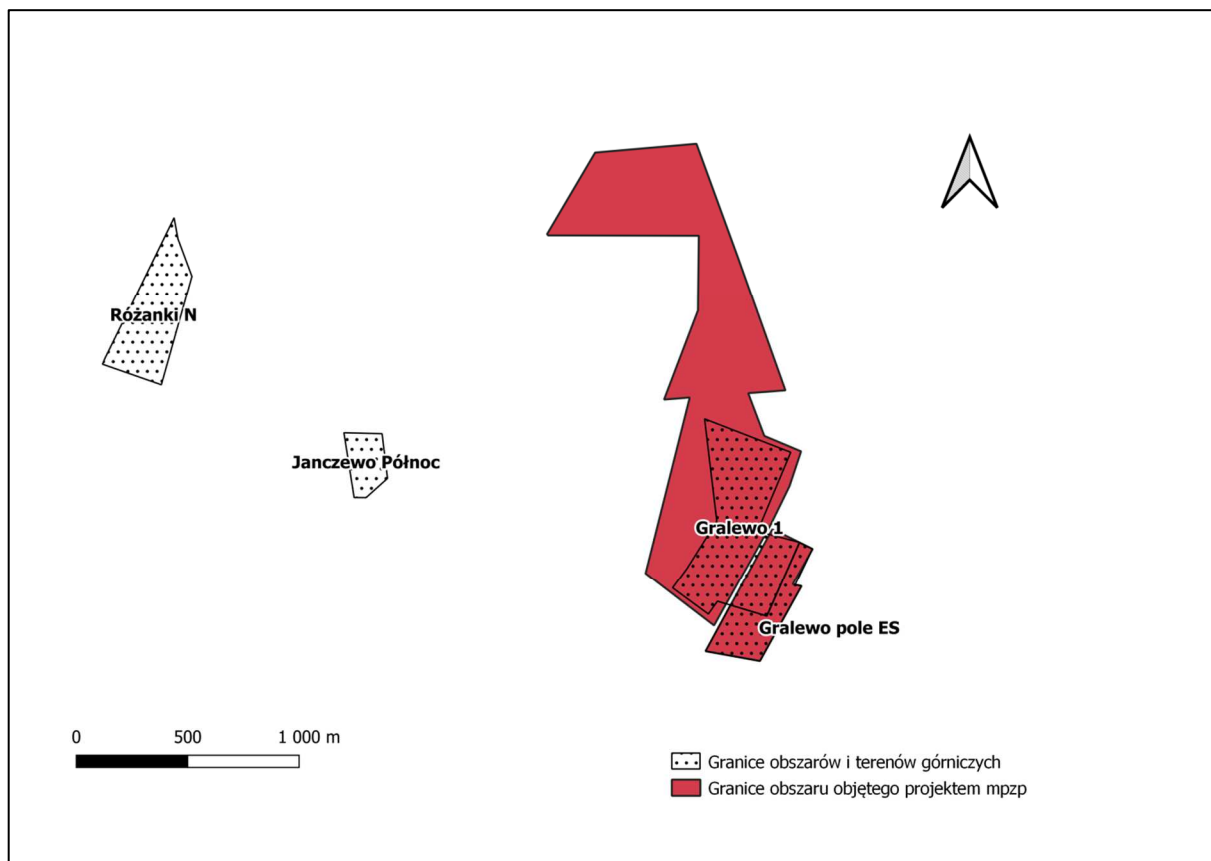 Różanki N
Janczewo Północ
Gralewo 1
Gralewo pole ES
0 500 1 000 m
Granice obszarów i terenów górniczych
Granice obszaru objętego projektem mpzp